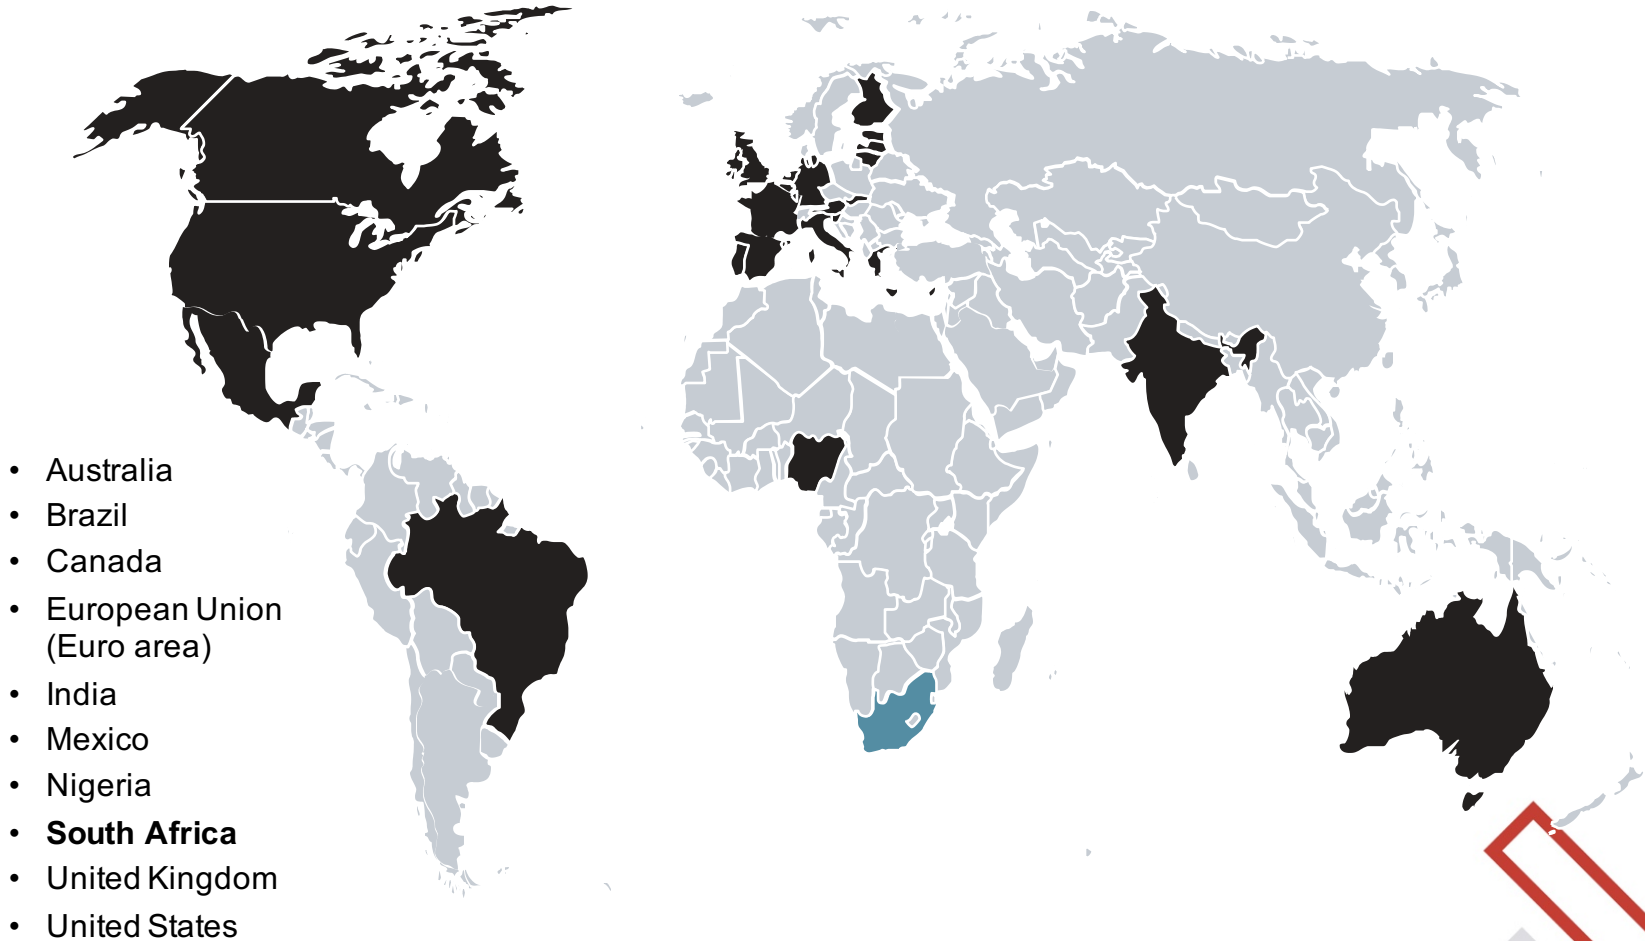 • Australia
• Brazil
• Canada
• European Union
(Euro area)
• India
• Mexico
• Nigeria
• South Africa
• United Kingdom
• United States